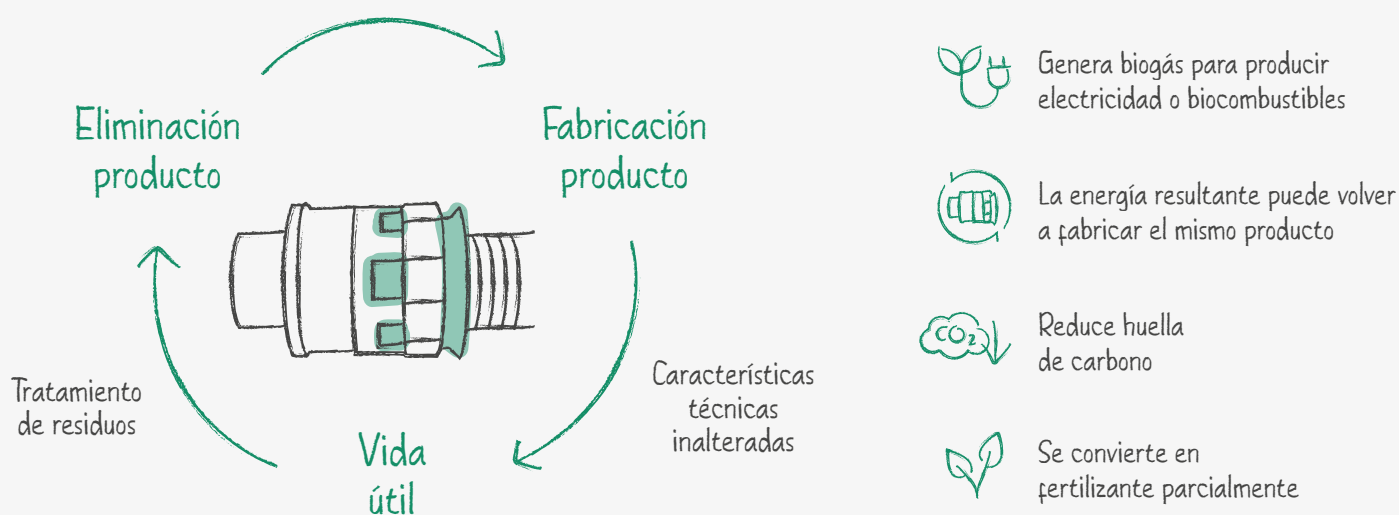 Eliminación
producto
Fabricación
producto
Tratamiento
de residuos
Características
técnicas
inalteradas
Vida
útil
Genera biogás para producir
electricidad o biocombustibles
La energía resultante puede volver
a fabricar el mismo producto
CO2
Reduce huella
de carbono
Se convierte en
fertilizante parcialmente